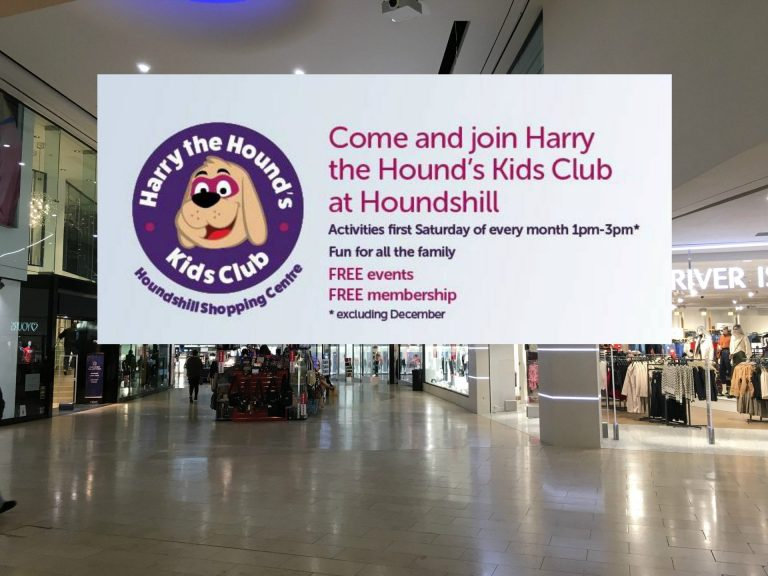 Harry the Hound's
Kids Club
Houndshill Shopping Centre
Come and join Harry
the Hound's Kids Club
at Houndshill
Activities first Saturday of every month 1pm-3pm*
Fun for all the family
FREE events
FREE membership
* excluding December
RIVER IS